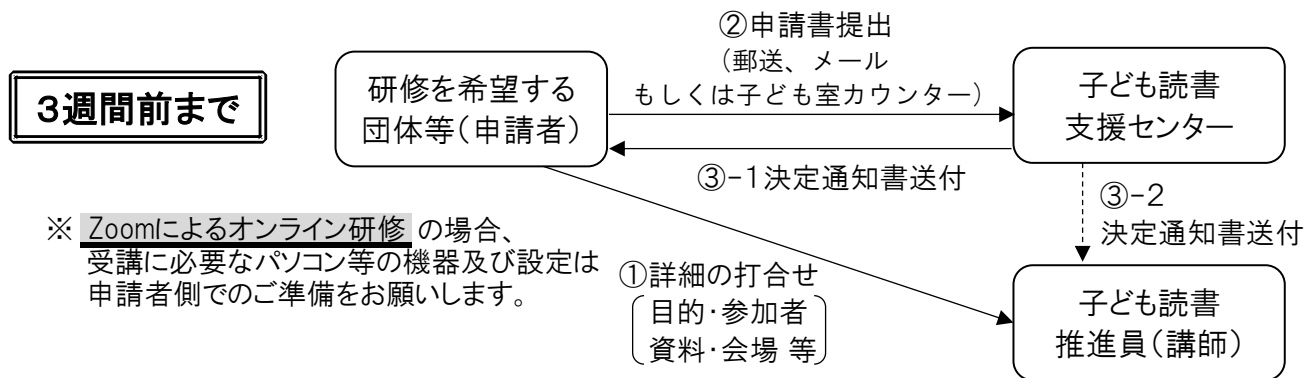 3週間前まで
研修を希望する
団体等（申請者）
②申請書提出
（郵送、メール
もしくは子ども室カウンター）
子ども読書
支援センター
③-1決定通知書送付
③-2
決定通知書送付
※ Zoomによるオンライン研修 の場合、
受講に必要なパソコン等の機器及び設定は
申請者側でのご準備をお願いします。
①詳細の打合せ
目的・参加者
資料・会場 等
子ども読書
推進員（講師）